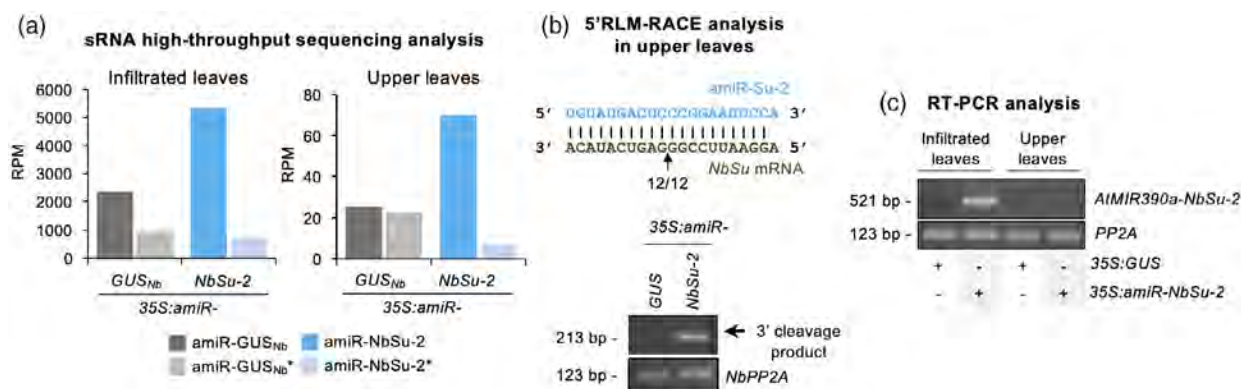 (a)
sRNA high-throughput sequencing analysis
Infiltrated leaves
Upper leaves
RPM
6000
5000
4000
3000
2000
1000
0
RPM
80
60
40
20
0
GUSNb NbSu-2
GUSNb NbSu-2
35S:amiR-
amiR-GUSNb
amiR-NbSu-2
amiR-GUSNb*
amiR-NbSu-2*
(b)
5'RLM-RACE analysis
in upper leaves
amiR-Su-2
5' UGUAUGACUCCCGGAAUUCCA 3'
3' ACAUACUGAGGGCCUUAAGGA 5'
NbSu mRNA
12/12
35S:amiR-
GUS
NbSu-2
213 bp -
3' cleavage
product
123 bp -
NbPP2A
(c)
RT-PCR analysis
Infiltrated
leaves
Upper
leaves
521 bp -
AtMIR390a-NbSu-2
123 bp -
PP2A
+ - + - 35S:GUS
- + - + 35S:amiR-NbSu-2